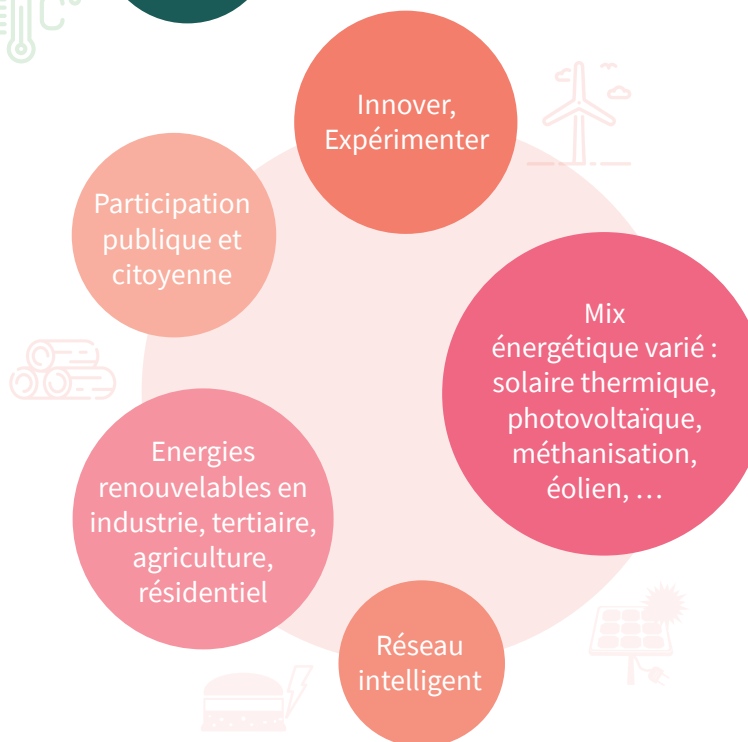 Innover,
Expérimenter
Participation
publique et
citoyenne
Mix
énergétique varié :
solaire thermique,
photovoltaïque,
méthanisation,
éolien, …
Energies
renouvelables en
industrie, tertiaire,
agriculture,
résidentiel
Réseau
intelligent
C°